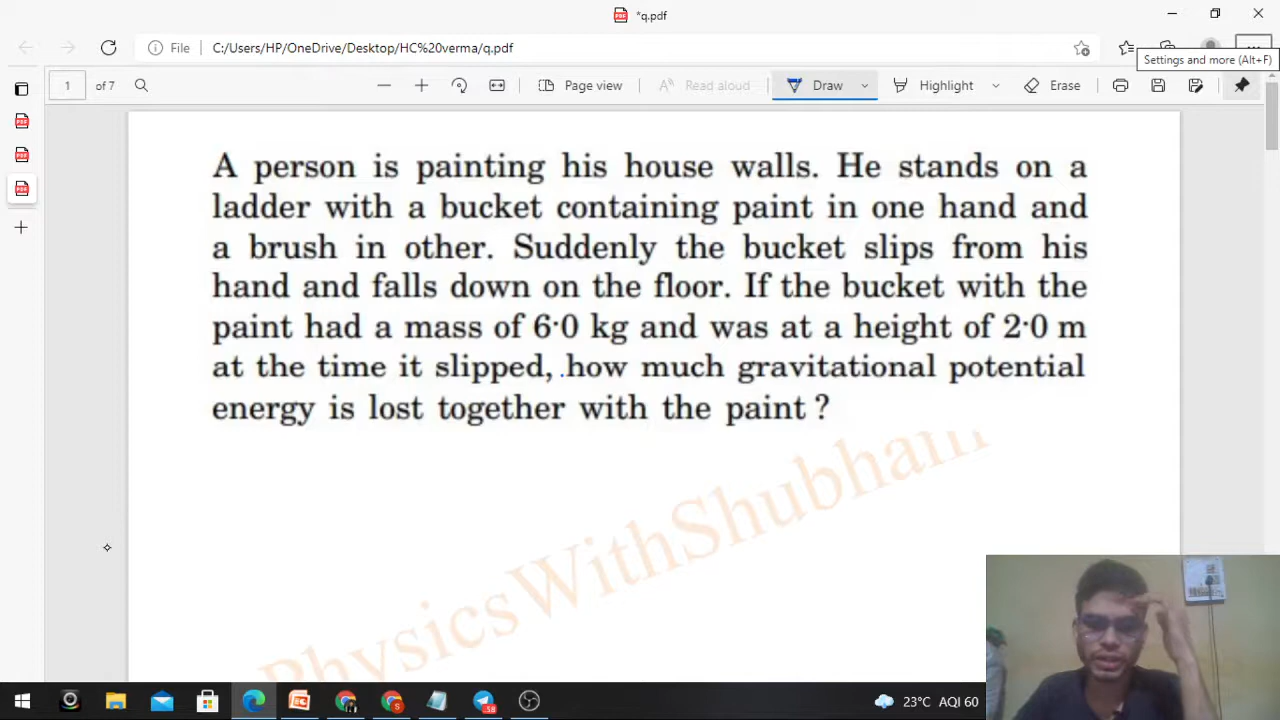 *q.pdf
File
C:/Users/HP/OneDrive/Desktop/HC%20verma/q.pdf
Settings and more (Alt+F)
1 of 7
Page view
Read aloud
Draw
Highlight
Erase
A person is painting his house walls. He stands on a
ladder with a bucket containing paint in one hand and
a brush in other. Suddenly the bucket slips from his
hand and falls down on the floor. If the bucket with the
paint had a mass of 6·0 kg and was at a height of 2·0 m
at the time it slipped, .how much gravitational potential
energy is lost together with the paint ?
PhysicsWithShubham
23°C AQI 60